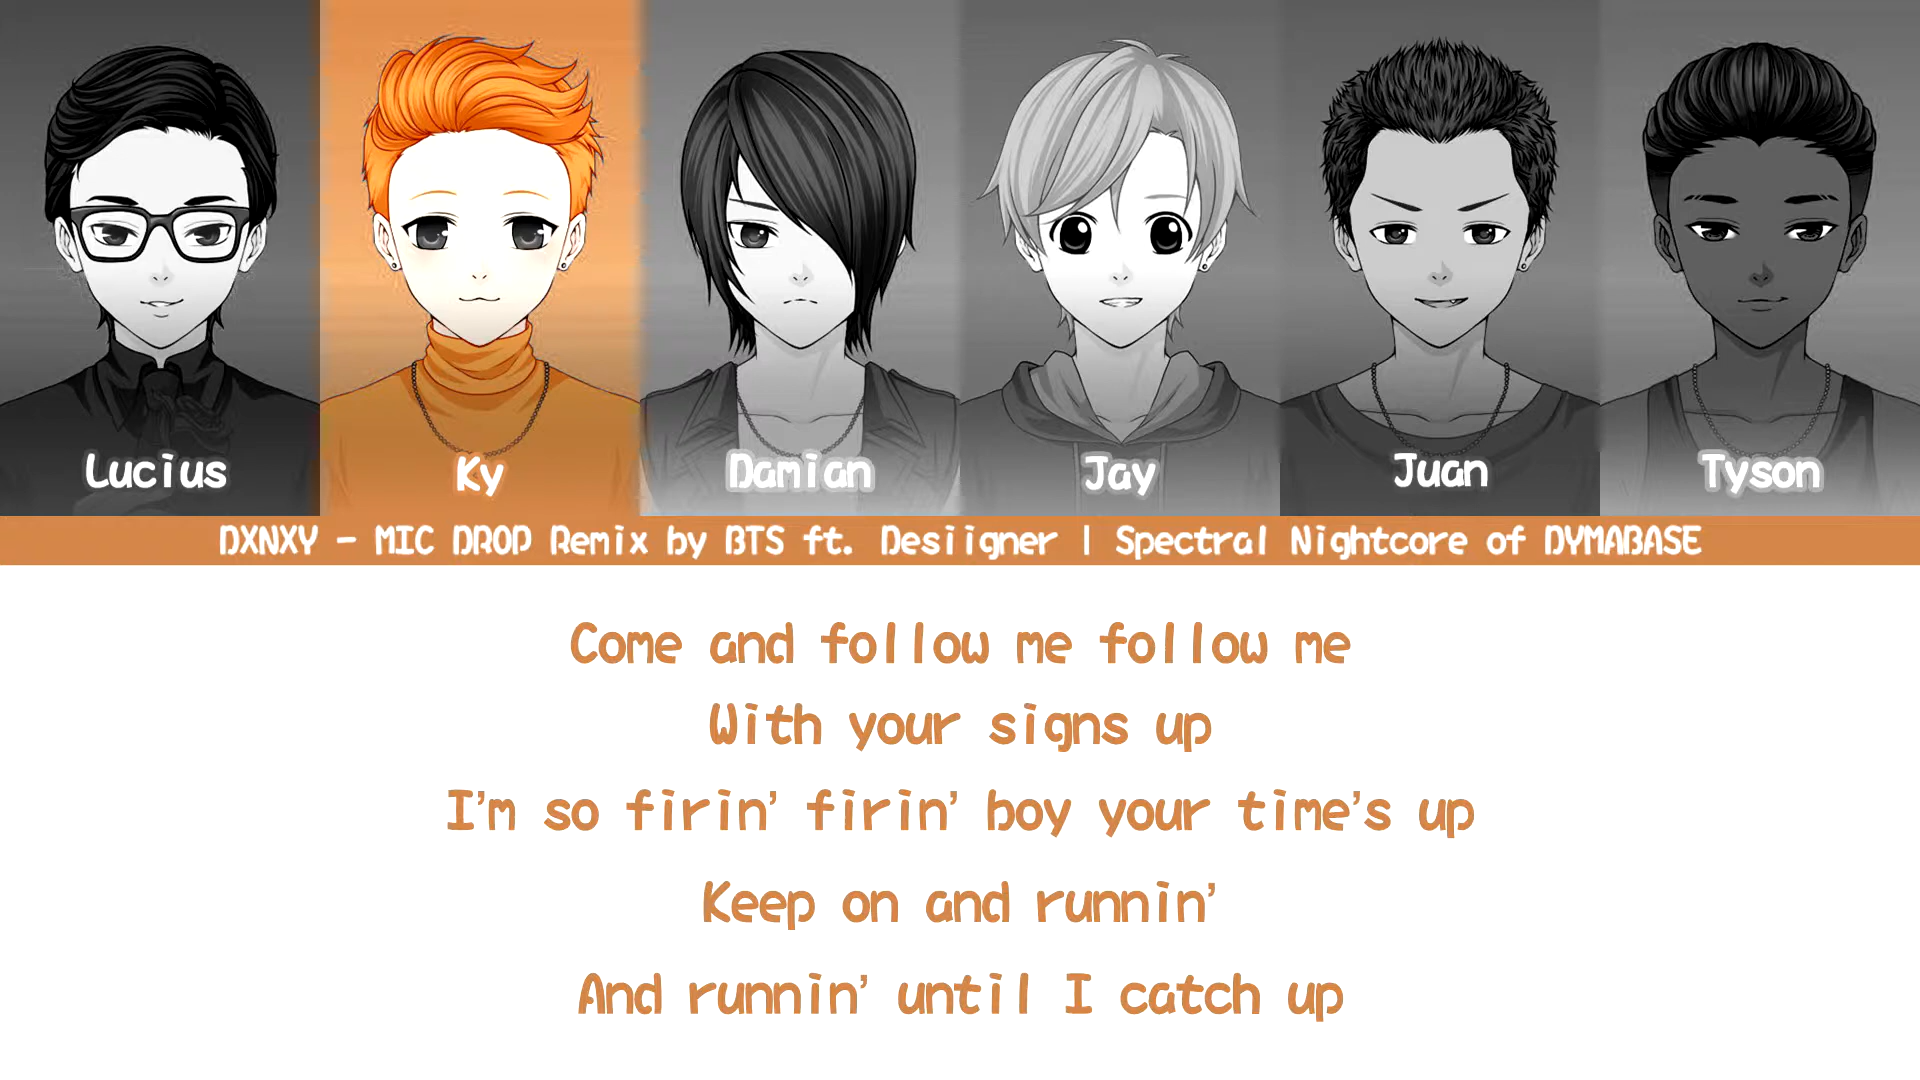 Lucius
Ky
Damian
Jay
Juan
Tyson
DXNXY - MIC DROP Remix by BTS ft. Desiigner | Spectral Nightcore of DYMABASE
Come and follow me follow me
With your signs up
I'm so firin' firin' boy your time's up
Keep on and runnin'
And runnin' until I catch up